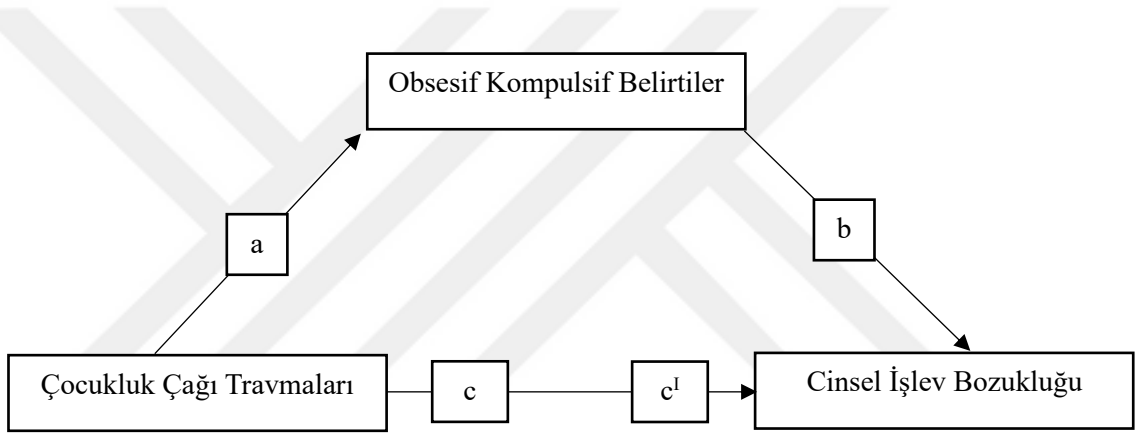 Obsesif Kompulsif Belirtiler
a
b
Çocukluk Çağı Travmaları
c
cᴵ
Cinsel İşlev Bozukluğu